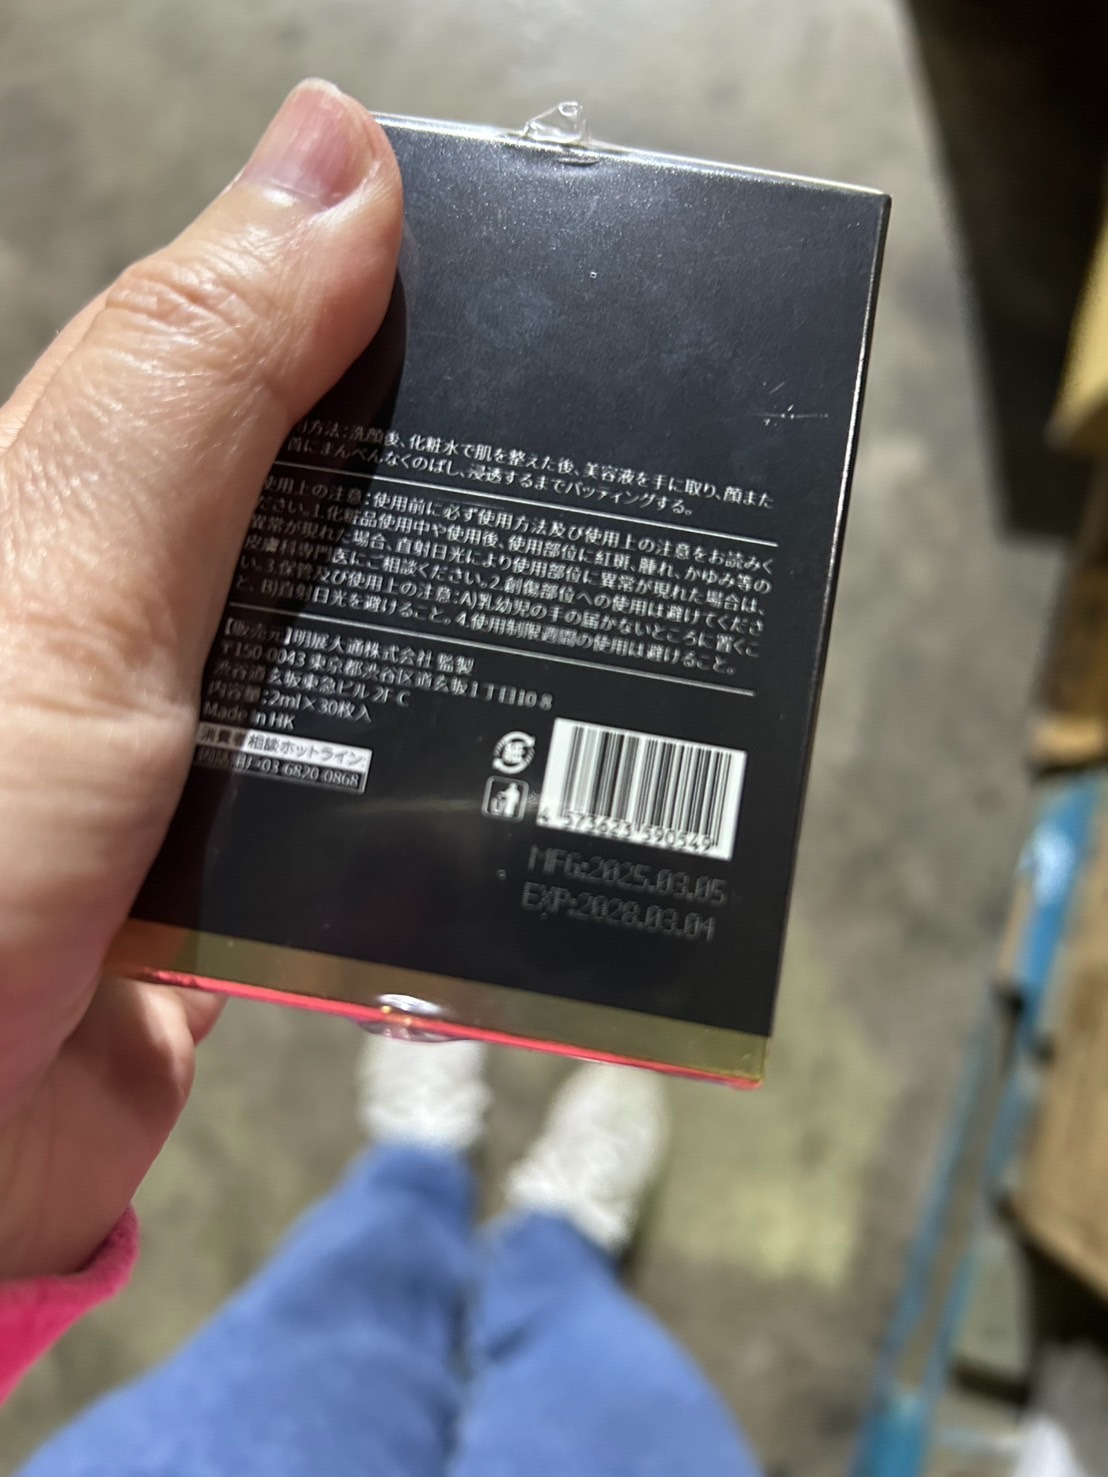 方法:洗顔後、化粧水で肌を整えた後、美容液を手に取り、顔また
首にまんべんなくのばし、浸透するまでパッティングする。
使用上の注意:使用前に必ず使用方法及び使用上の注意をお読みく
ださい。1.化粧品使用中や使用後、使用部位に紅斑、腫れ、かゆみ等の
異常が現れた場合、直射日光により使用部位に異常が現れた場合は、
皮膚科専門医にご相談ください。2.創傷部位への使用は避けてくださ
い。3.保管及び使用上の注意:A)乳幼児の手の届かないところに置くこ
と、B)直射日光を避けること。4.使用制限週間の使用は避けること。
【販売元】明展大通株式会社 監製
〒150-0043 東京都渋谷区道玄坂1丁目10 8
渋谷道玄坂東急ビル 2F C
内容量:2ml×30枚入
Made in HK
消費者相談ホットライン:
03-6820-0868
4 573623 590549
MFG:2025.03.05
EXP:2028.03.04